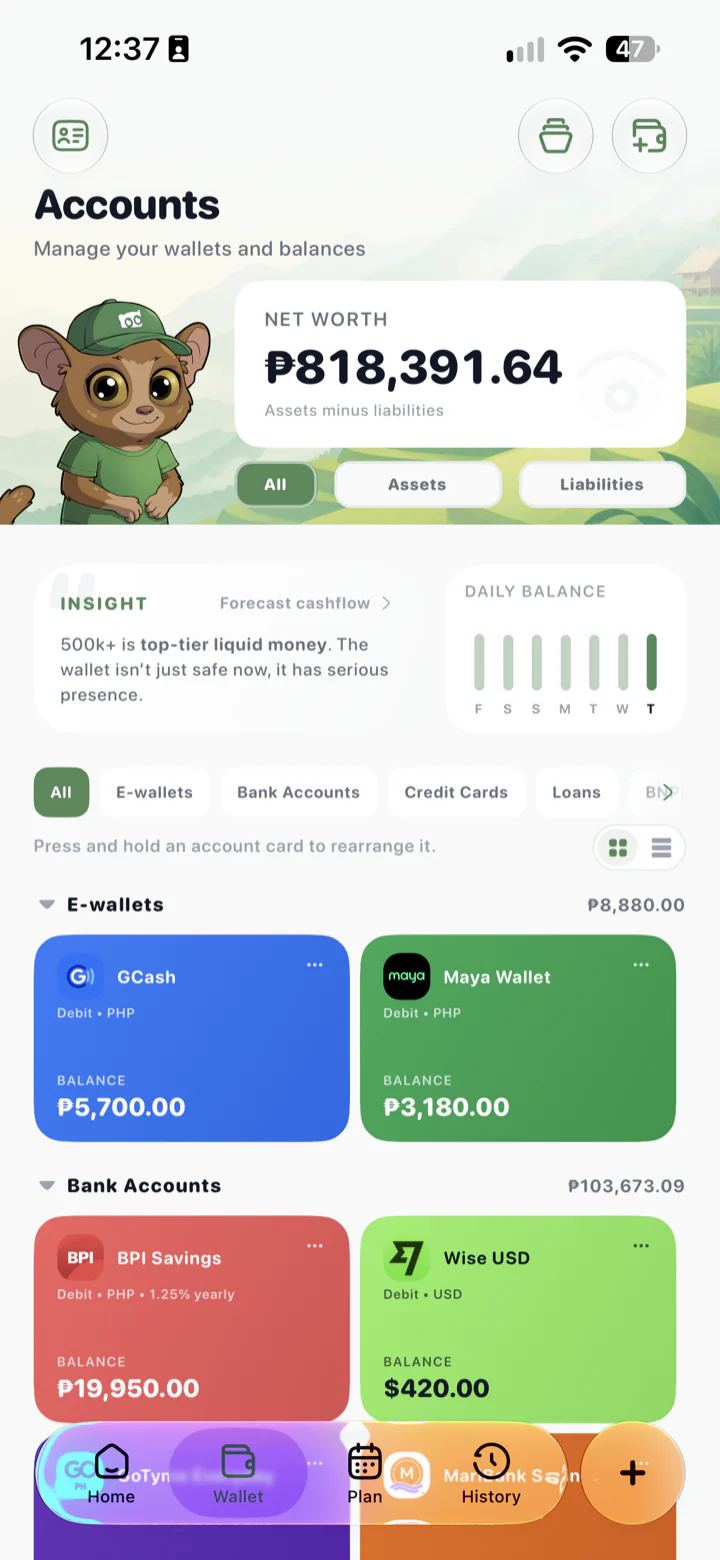 12:37
47
Accounts
Manage your wallets and balances
OC
NET WORTH
₱818,391.64
Assets minus liabilities
All
Assets
Liabilities
INSIGHT
Forecast cashflow
500k+ is top-tier liquid money. The
wallet isn't just safe now, it has serious
presence.
DAILY BALANCE
F S S M T W T
All
E-wallets
Bank Accounts
Credit Cards
Loans
Press and hold an account card to rearrange it.
E-wallets
₱8,880.00
GCash
Debit • PHP
BALANCE
₱5,700.00
maya
Maya Wallet
Debit • PHP
BALANCE
₱3,180.00
Bank Accounts
₱103,673.09
BPI
BPI Savings
Debit • PHP • 1.25% yearly
BALANCE
₱19,950.00
Wise USD
Debit • USD
BALANCE
$420.00
GO
PH
M
Home
Wallet
Plan
History